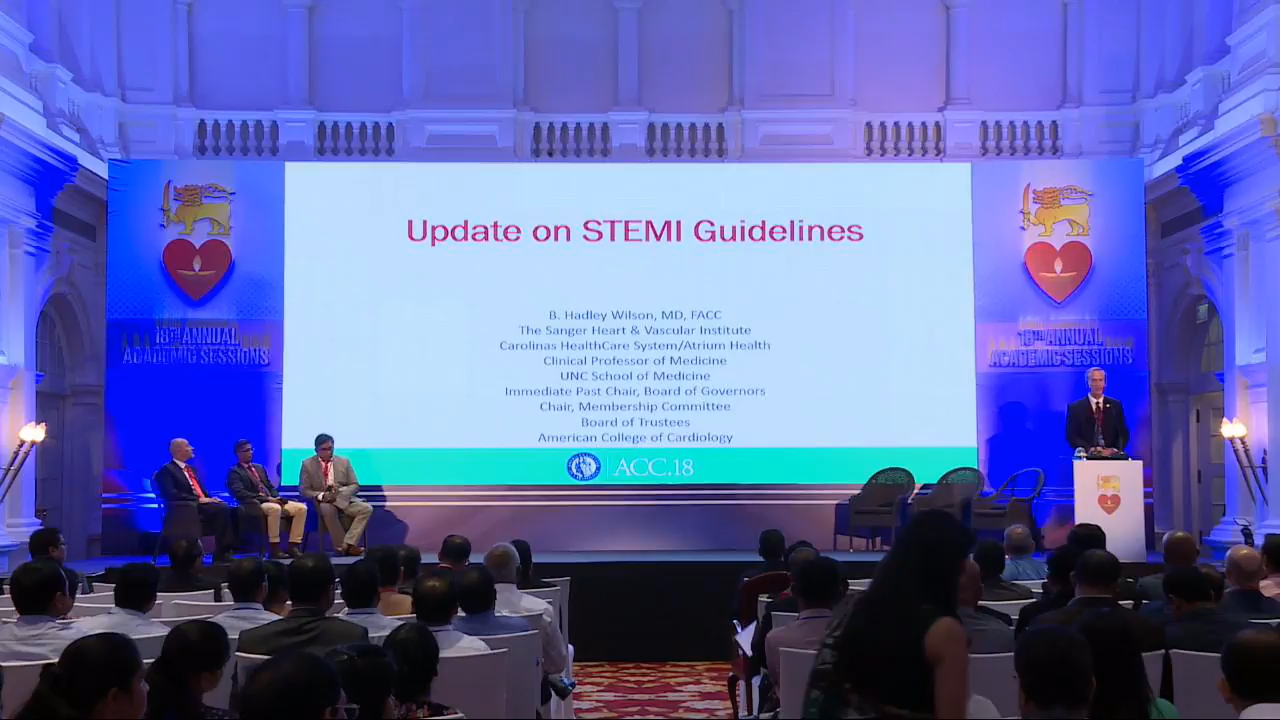 Update on STEMI Guidelines
B. Hadley Wilson, MD, FACC
The Sanger Heart & Vascular Institute
Carolinas HealthCare System/Atrium Health
Clinical Professor of Medicine
UNC School of Medicine
Immediate Past Chair, Board of Governors
Chair, Membership Committee
Board of Trustees
American College of Cardiology
ACC.18
18TH ANNUAL
ACADEMIC SESSIONS
18TH ANNUAL
ACADEMIC SESSIONS